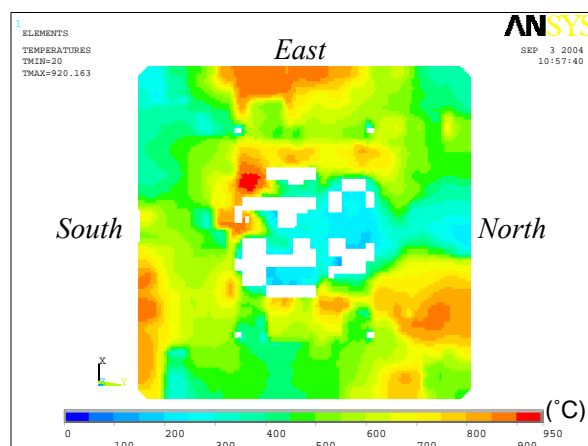 1
ELEMENTS
TEMPERATURES
TMIN=20
TMAX=920.163
ANSYS
SEP 3 2004
10:57:40
East
South
North
X
Z Y
(˚C)
0 100 200 300 400 500 600 700 800 900 950